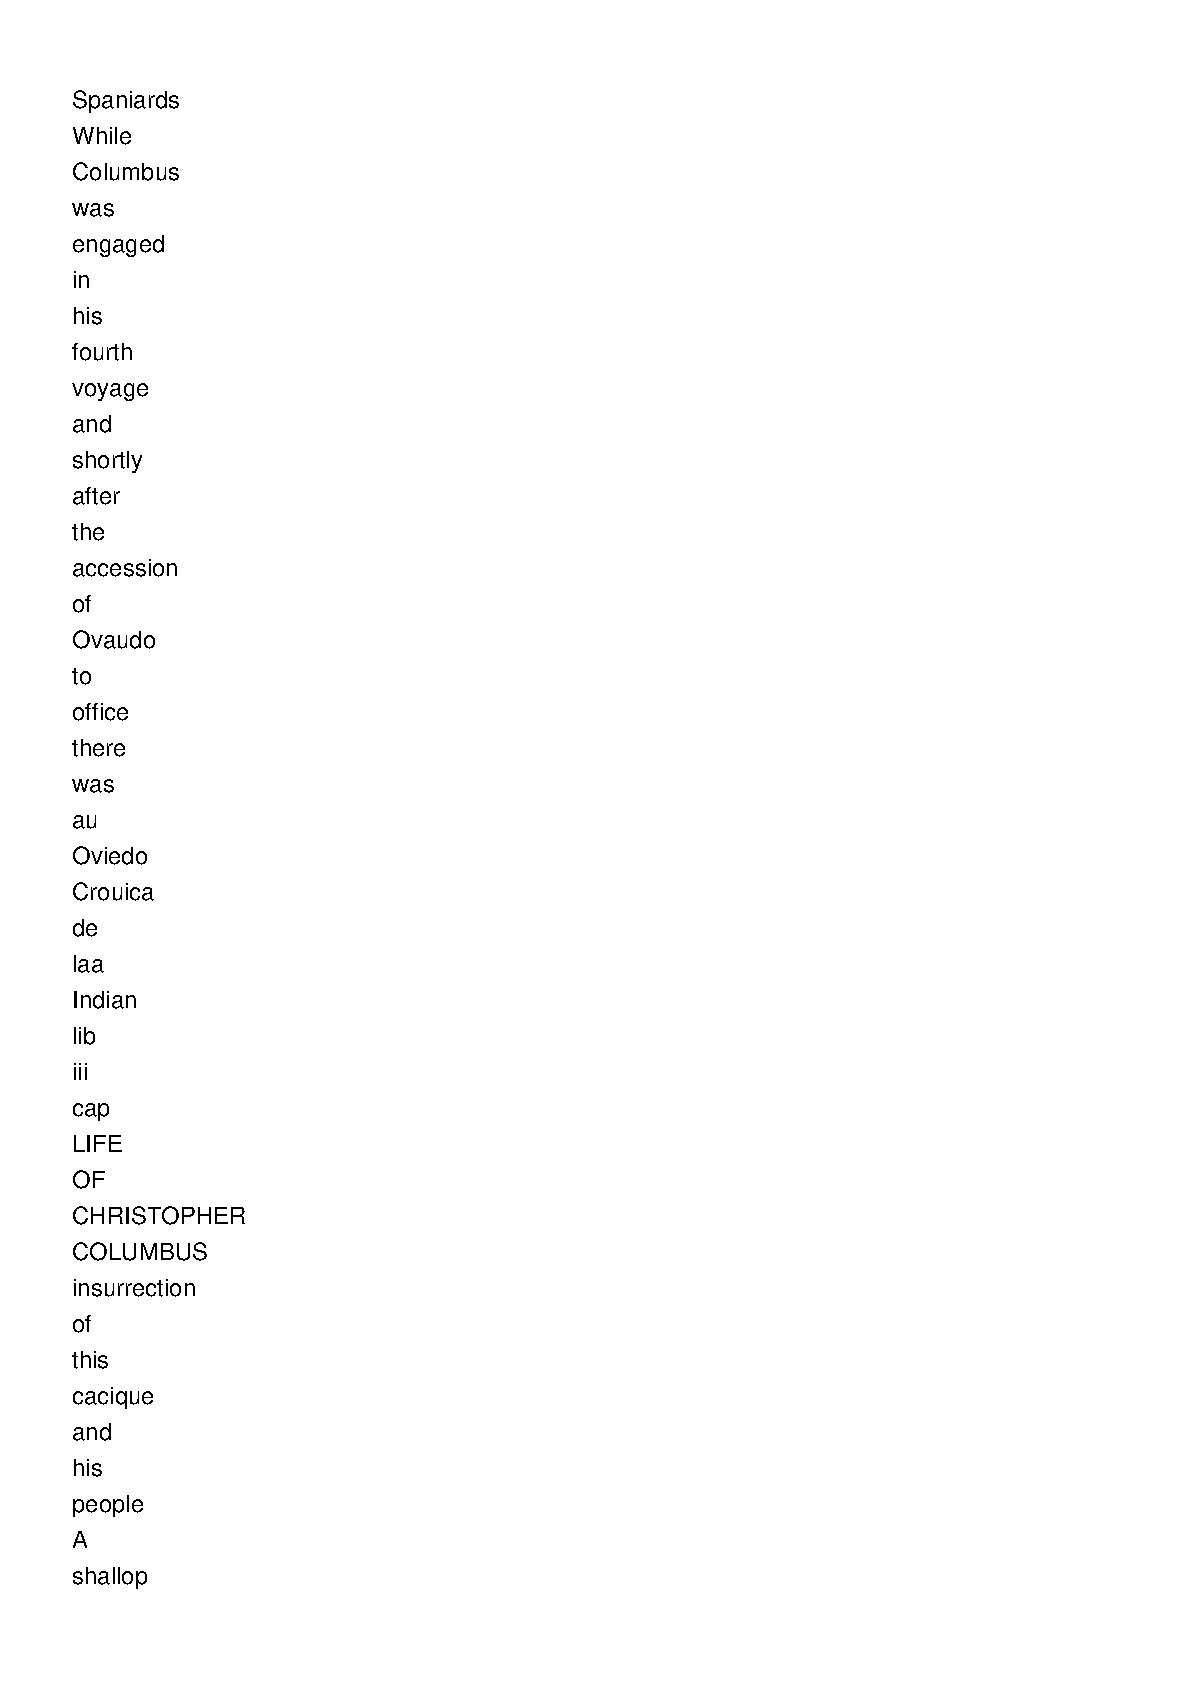 Spaniards
While
Columbus
was
engaged
in
his
fourth
voyage
and
shortly
after
the
accession
of
Ovaudo
to
office
there
was
au
Oviedo
Crouica
de
laa
Indian
lib
iii
cap
LIFE
OF
CHRISTOPHER
COLUMBUS
insurrection
of
this
cacique
and
his
people
A
shallop